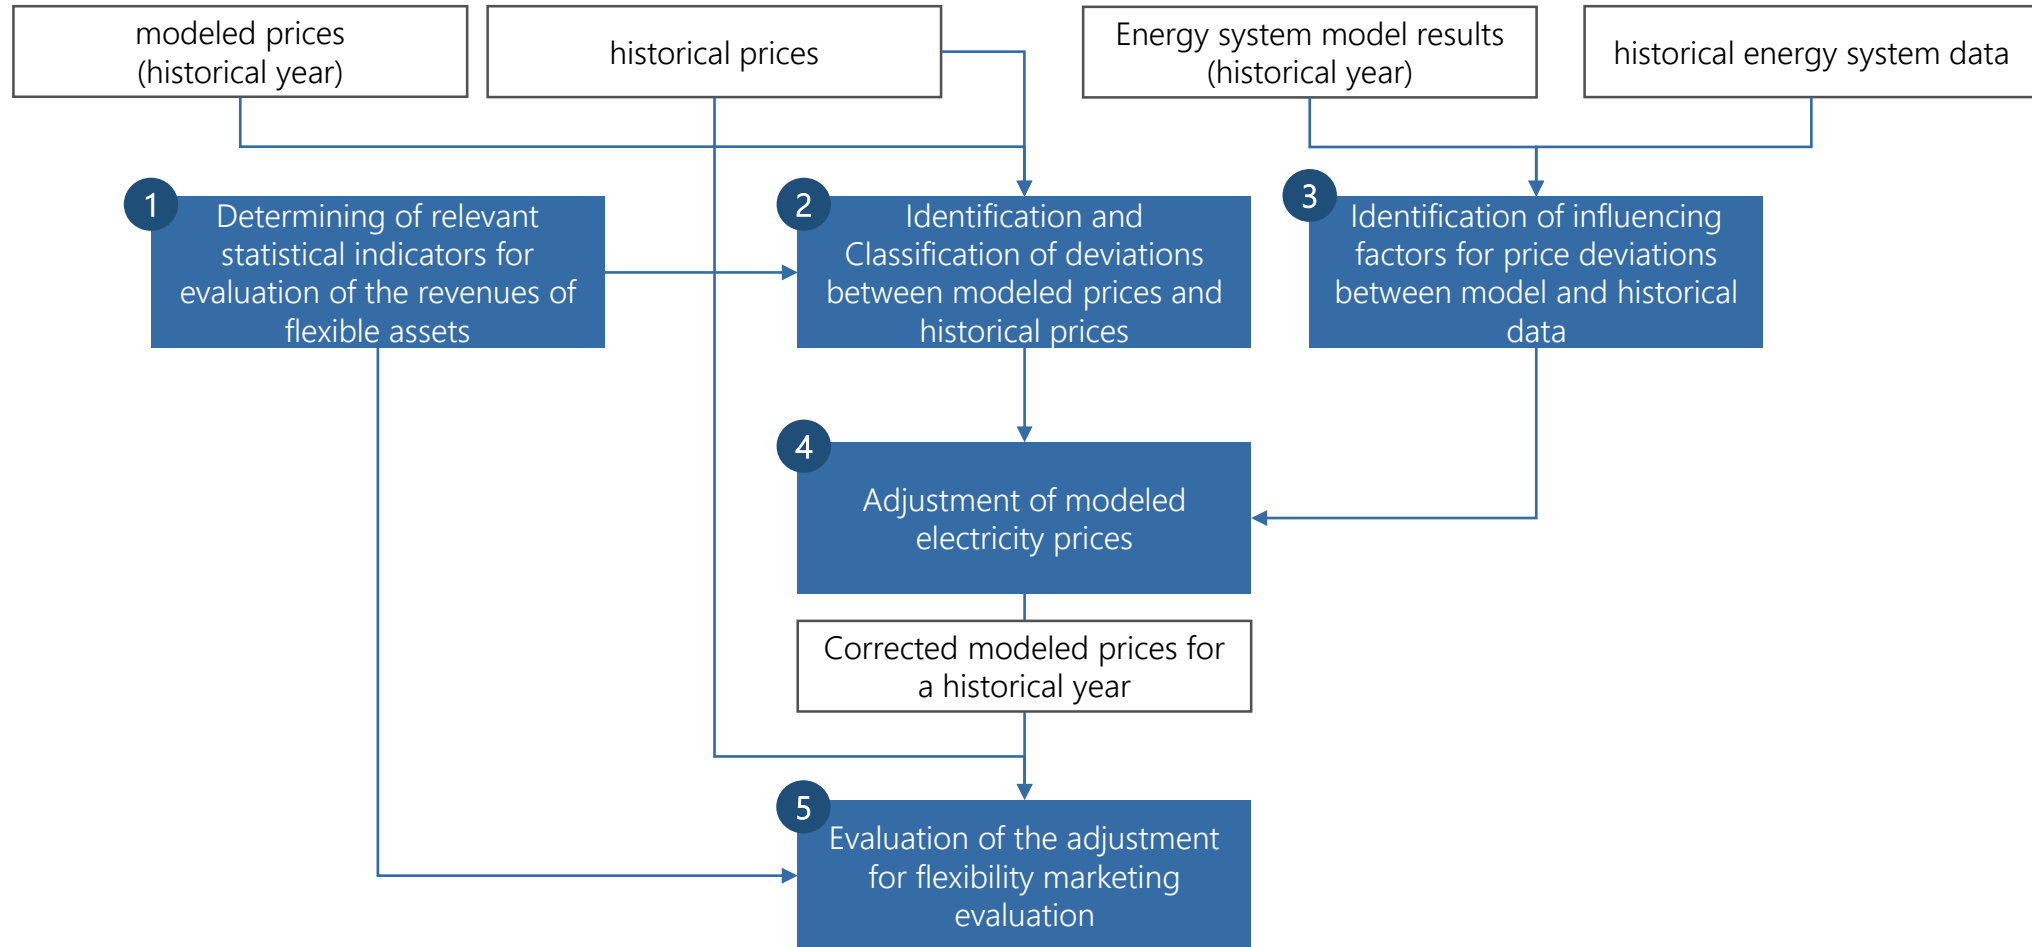 modeled prices
(historical year)
historical prices
Energy system model results
(historical year)
historical energy system data
1
Determining of relevant
statistical indicators for
evaluation of the revenues of
flexible assets
2
Identification and
Classification of deviations
between modeled prices and
historical prices
3
Identification of influencing
factors for price deviations
between model and historical
data
4
Adjustment of modeled
electricity prices
Corrected modeled prices for
a historical year
5
Evaluation of the adjustment
for flexibility marketing
evaluation